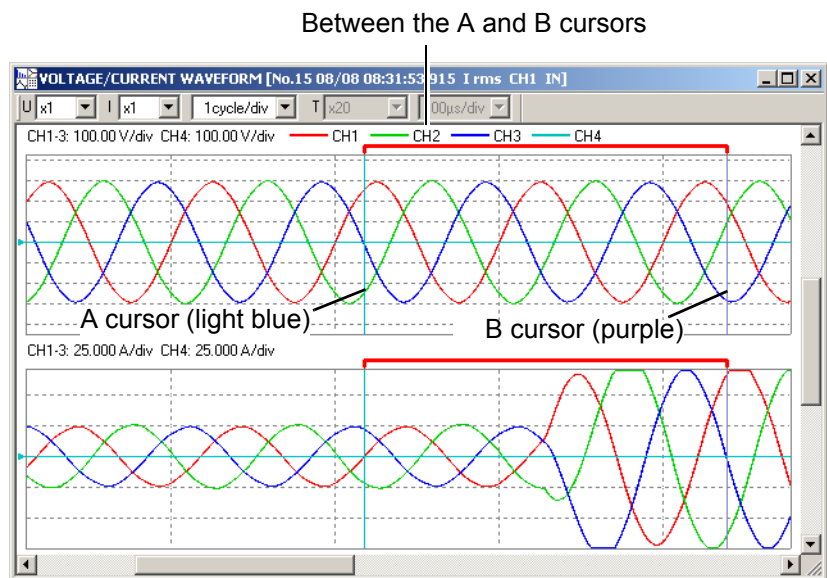 Between the A and B cursors
VOLTAGE/CURRENT WAVEFORM [No.15 08/08 08:31:53.915 I rms CH1 IN]
U x1 I x1 1cycle/div T x20 00µs/div
CH1-3: 100.00 V/div CH4: 100.00 V/div CH1 CH2 CH3 CH4
A cursor (light blue)
B cursor (purple)
CH1-3: 25.000 A/div CH4: 25.000 A/div